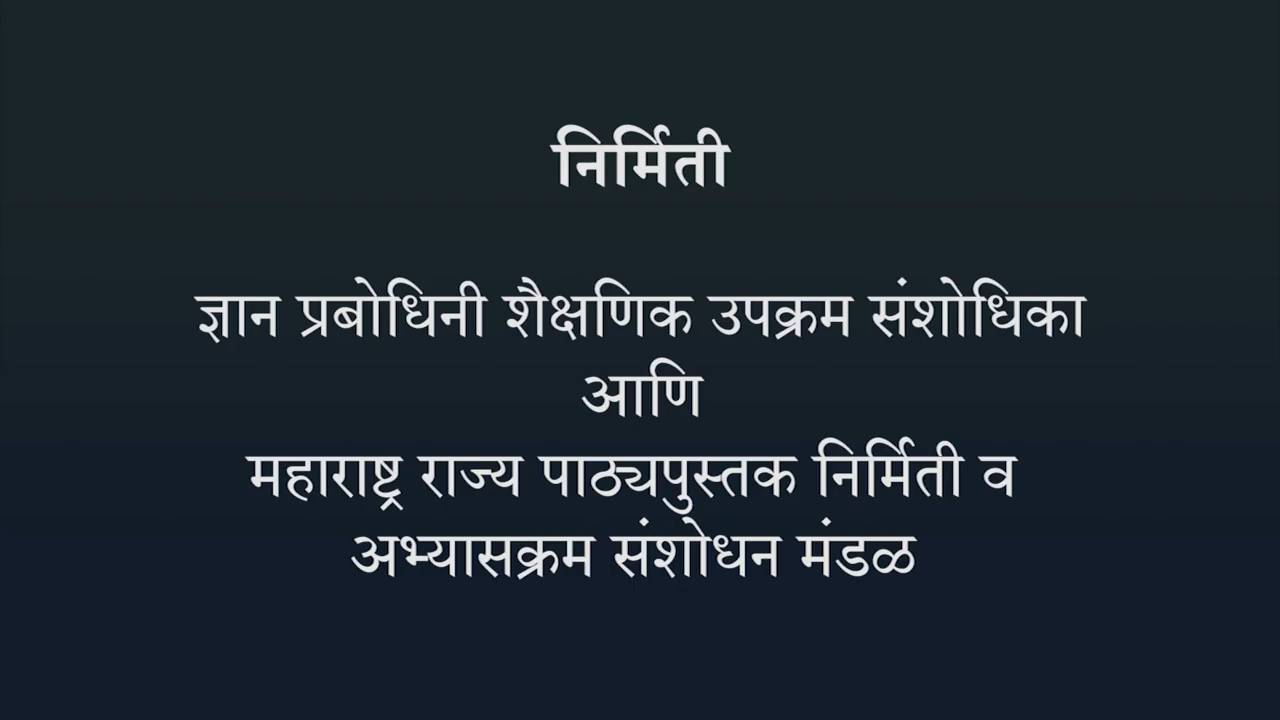 निर्मिती
ज्ञान प्रबोधिनी शैक्षणिक उपक्रम संशोधिका
आणि
महाराष्ट्र राज्य पाठ्यपुस्तक निर्मिती व
अभ्यासक्रम संशोधन मंडळ